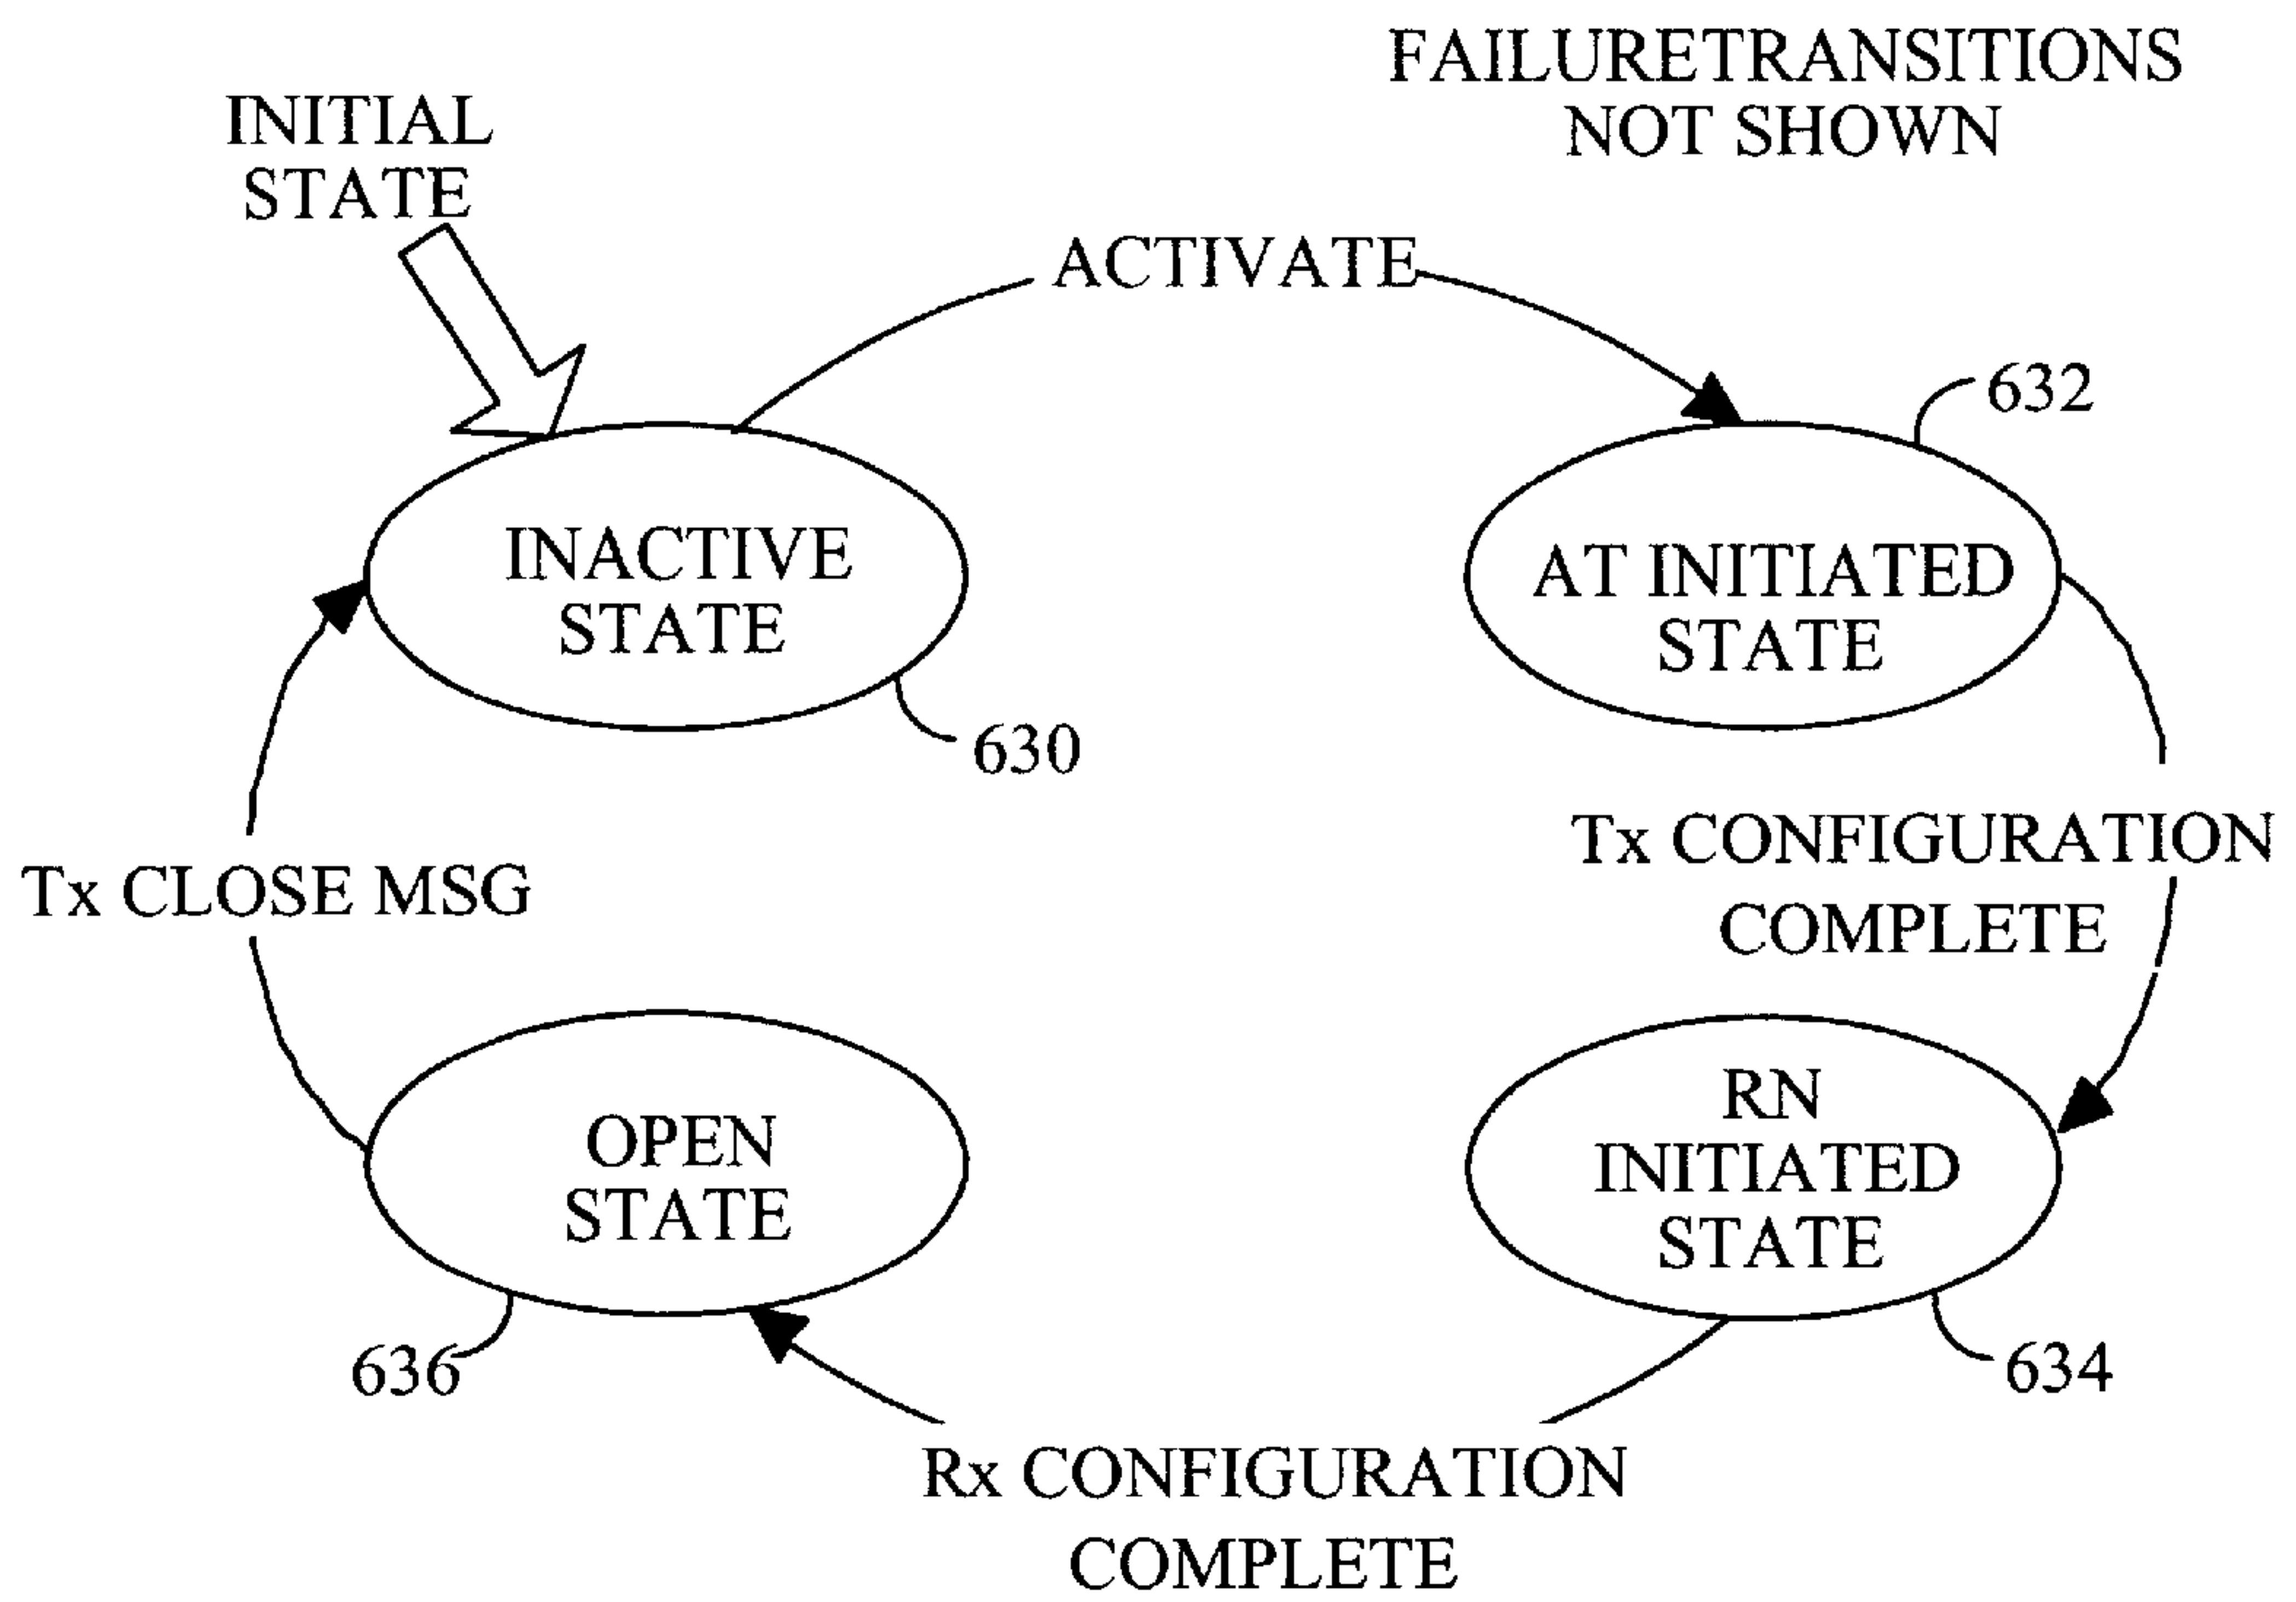 FAILURETRANSITIONS
NOT SHOWN
INITIAL
STATE
ACTIVATE
632
INACTIVE
STATE
AT INITIATED
STATE
630
Tx CONFIGURATION
COMPLETE
Tx CLOSE MSG
OPEN
STATE
RN
INITIATED
STATE
636
634
Rx CONFIGURATION
COMPLETE